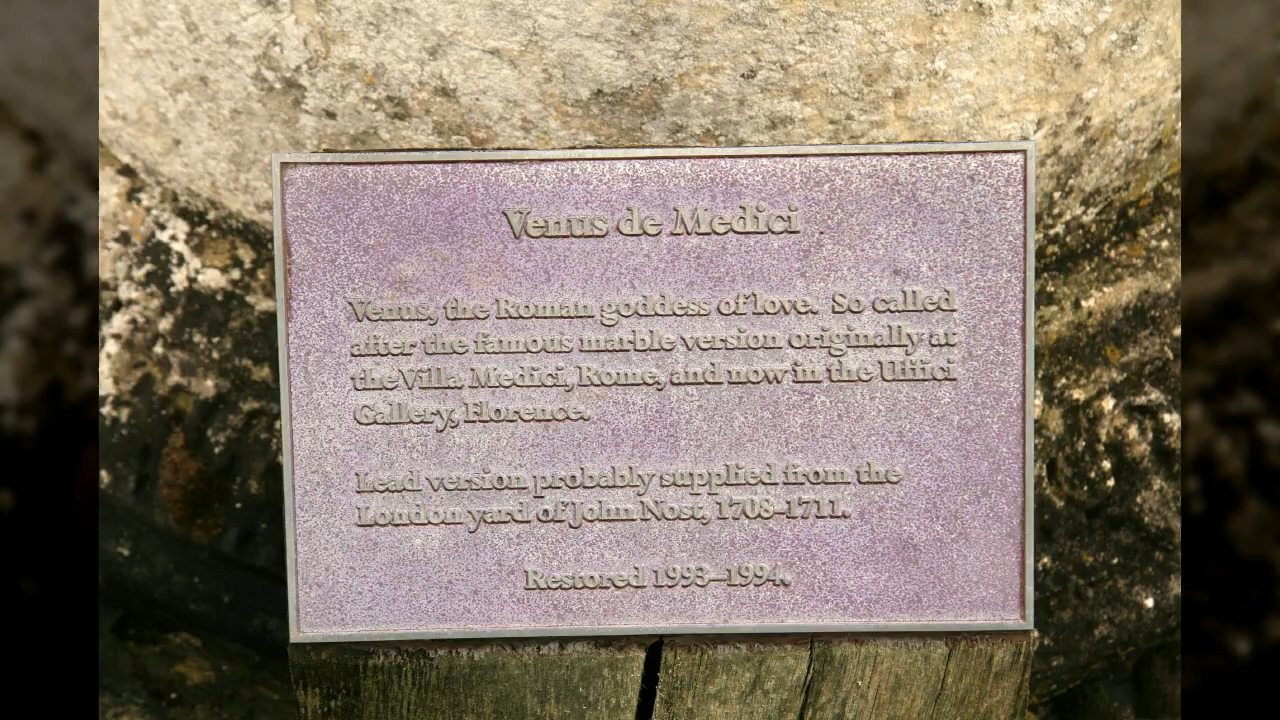 Venus de Medici
Venus, the Roman goddess of love. So called
after the famous marble version originally at
the Villa Medici, Rome, and now in the Uffici
Gallery, Florence.
Lead version probably supplied from the
London yard of John Nost, 1708-1711.
Restored 1993–1994.